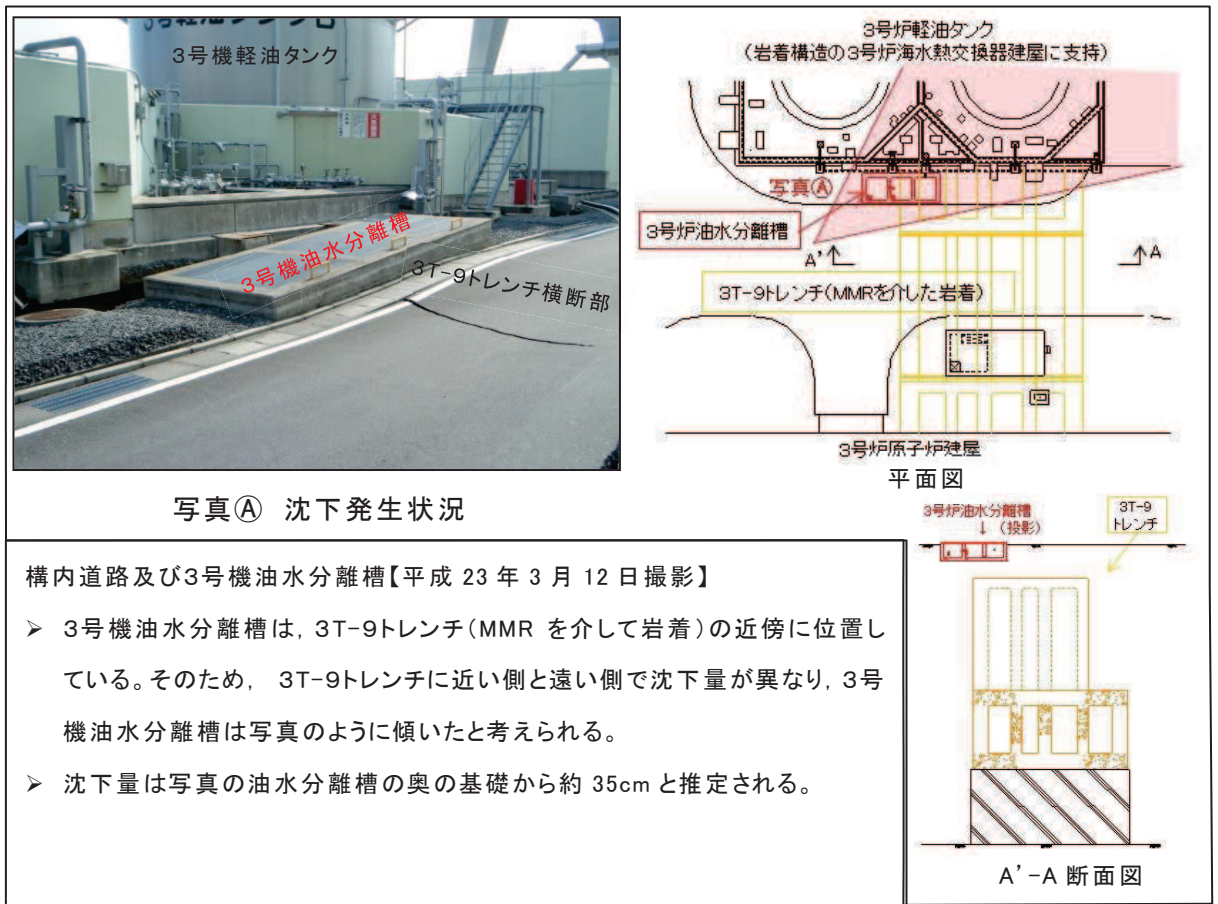 3号機軽油タンク
3号機油水分離槽
3T-9トレンチ横断部
写真Ⓐ 沈下発生状況
3号炉軽油タンク
(岩着構造の3号炉海水熱交換器建屋に支持)
写真Ⓐ
3号炉油水分離槽
A' A
3T-9トレンチ(MMRを介した岩着)
3号炉原子炉建屋
平面図
構内道路及び3号機油水分離槽【平成 23 年 3 月 12 日撮影】
➢ 3号機油水分離槽は,3T-9トレンチ(MMR を介して岩着)の近傍に位置し
ている。そのため, 3T-9トレンチに近い側と遠い側で沈下量が異なり,3号
機油水分離槽は写真のように傾いたと考えられる。
➢ 沈下量は写真の油水分離槽の奥の基礎から約 35cm と推定される。
3号炉油水分離槽
↓ (投影)
3T-9
トレンチ
A'-A 断面図